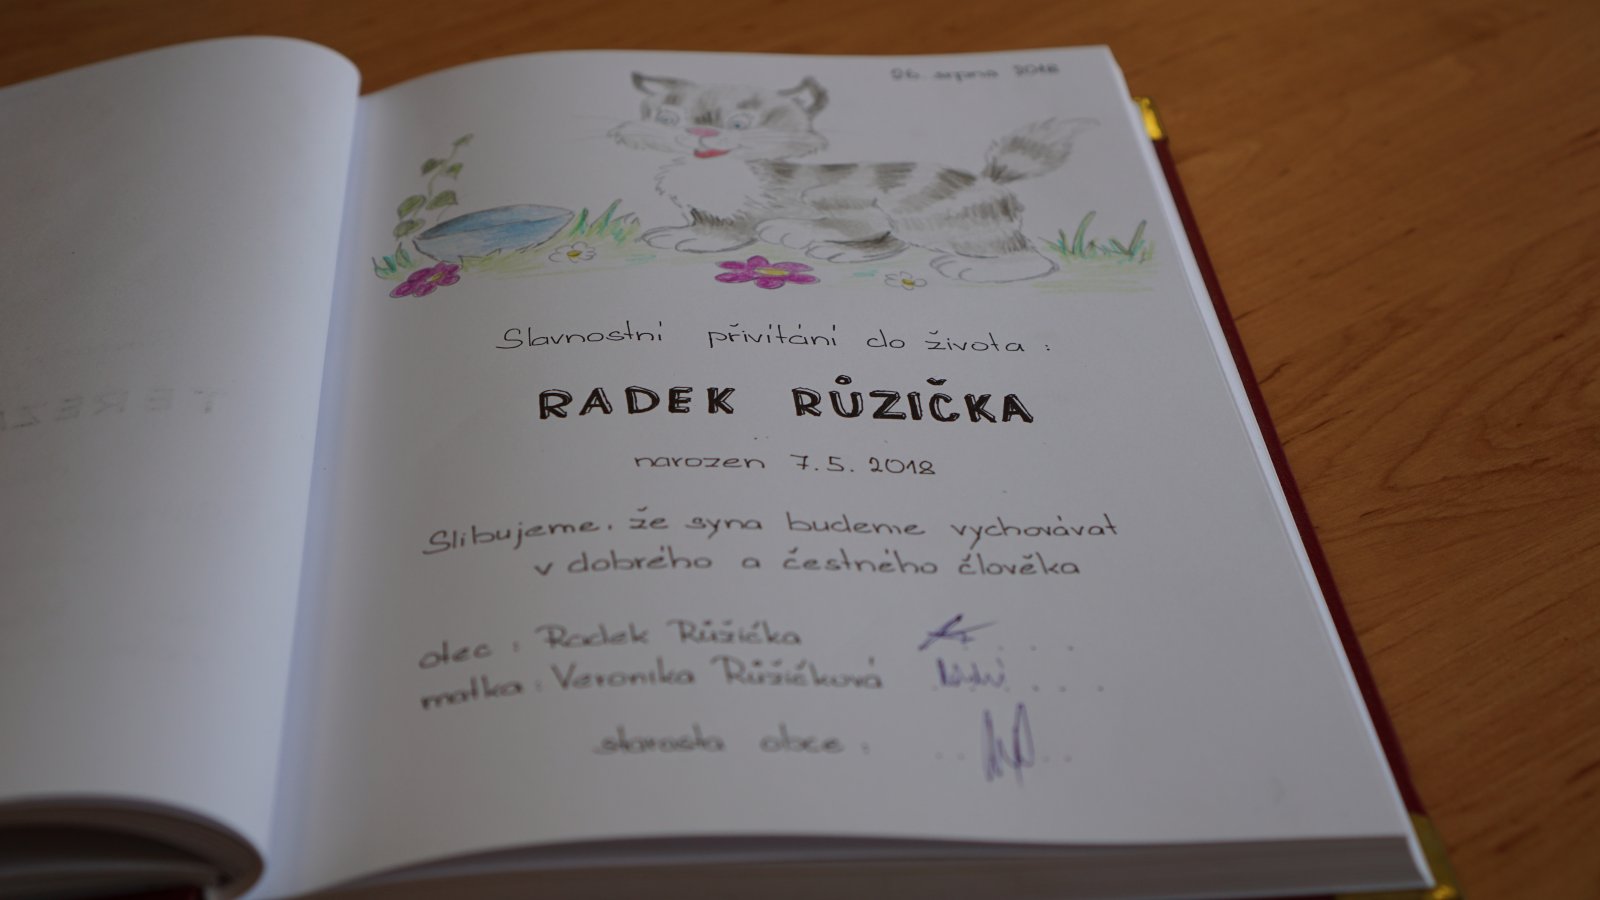 26. srpna 2018
Slavnostní přivítání do života :
RADEK RŮZIČKA
narozen 7.5.2018
Slibujeme, že syna budeme vychovávat
v dobrého a čestného člověka
otec : Radek Růžička
matka : Veronika Růžičková
starosta obce :